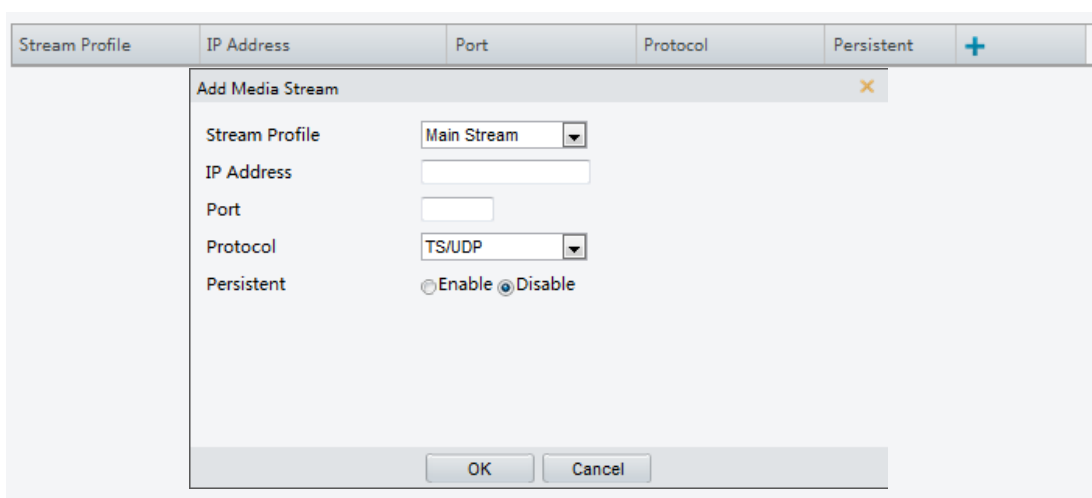 Stream Profile IP Address Port Protocol Persistent +
Add Media Stream ×
Stream Profile Main Stream
IP Address
Port
Protocol TS/UDP
Persistent Enable Disable
OK Cancel